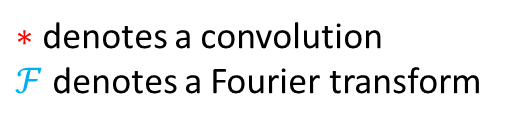 * denotes a convolution
ℱ denotes a Fourier transform